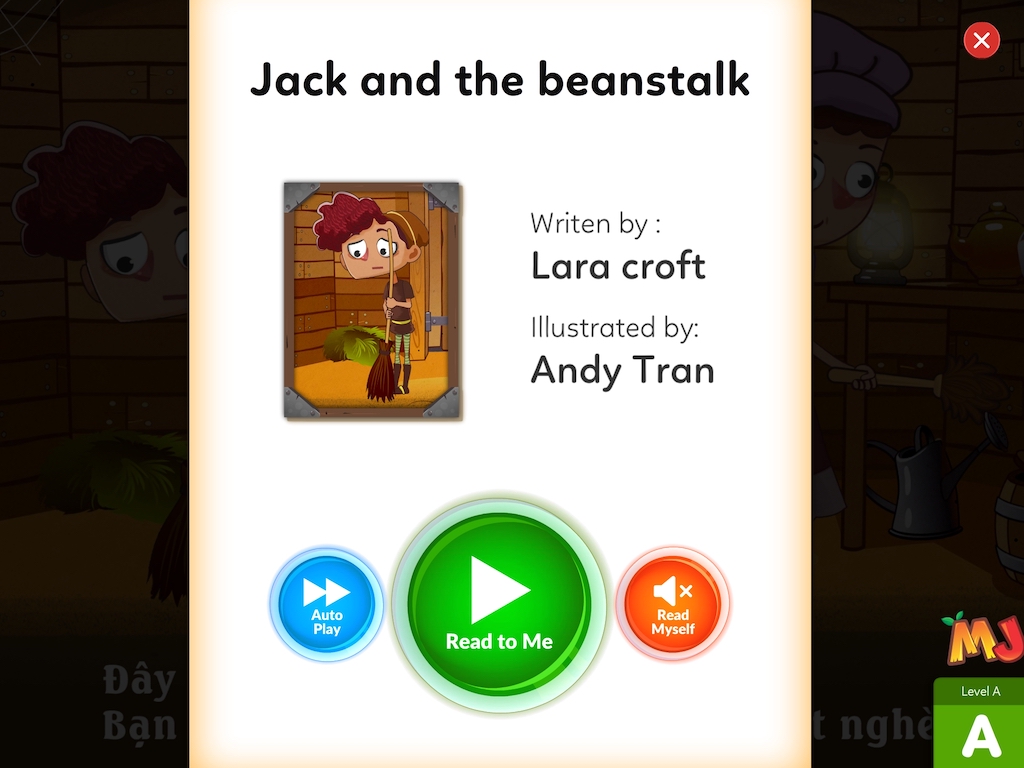 Jack and the beanstalk
Writen by :
Lara croft
Illustrated by:
Andy Tran
Auto
Play
Read to Me
Read
Myself
MJ
Level A
A
Đây
Bạn
t nghè